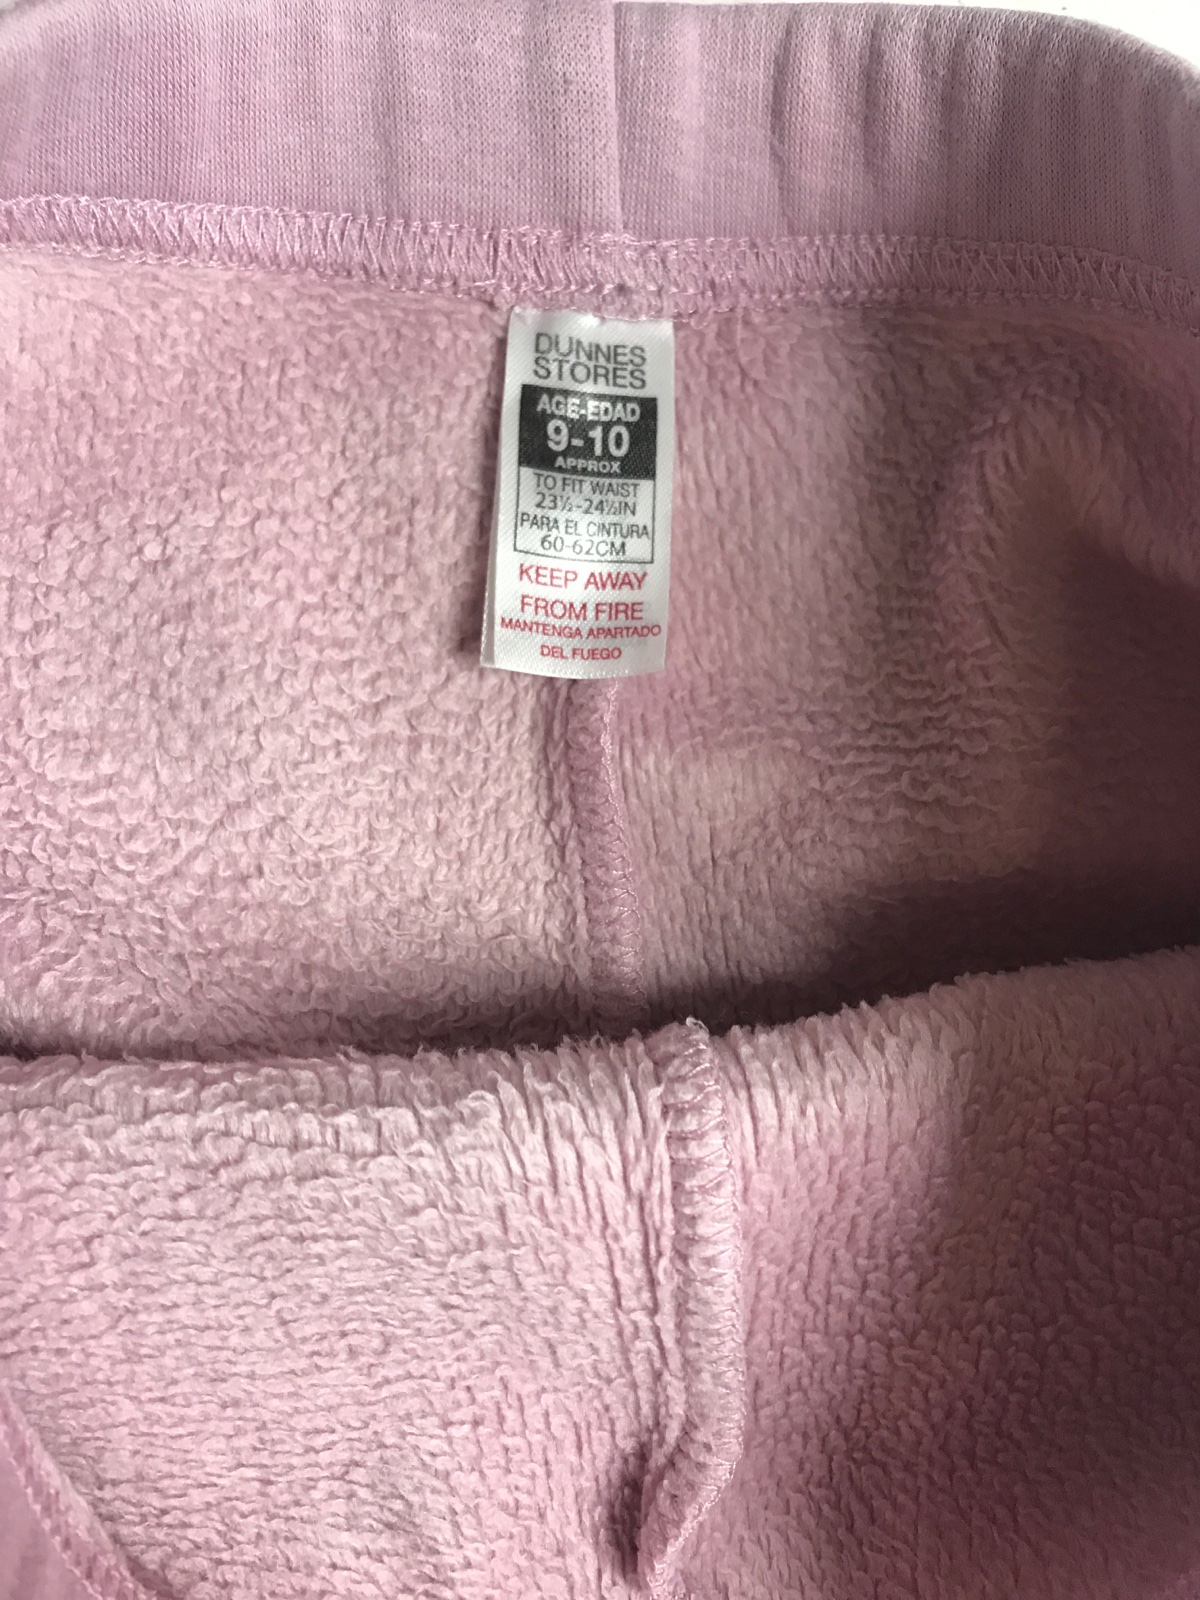 DUNNES
STORES
AGE-EDAD
9-10
APPROX
TO FIT WAIST
23½-24½IN
PARA EL CINTURA
60-62CM
KEEP AWAY
FROM FIRE
MANTENGA APARTADO
DEL FUEGO